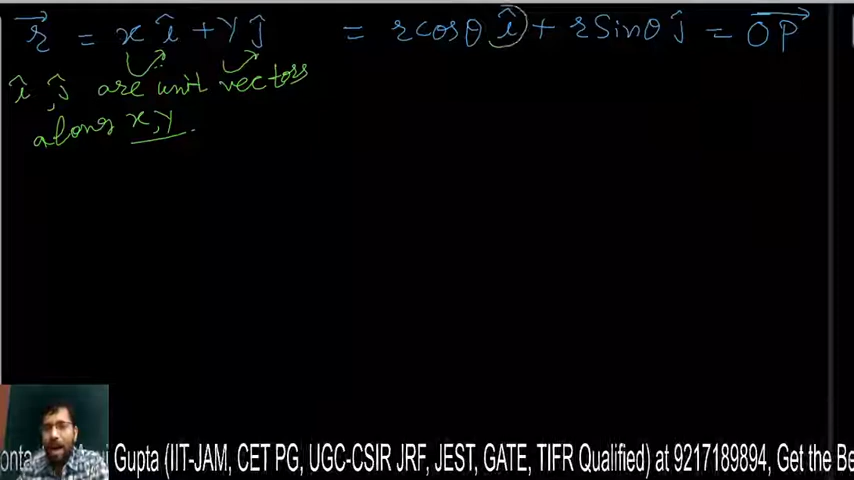 r⃗ = x î + y ĵ = r cosθ î + r Sinθ ĵ = O⃗P⃗
î, ĵ are unit vectors
along x, y.
Gupta (IIT-JAM, CET PG, UGC-CSIR JRF, JEST, GATE, TIFR Qualified) at 9217189894, Get the Be